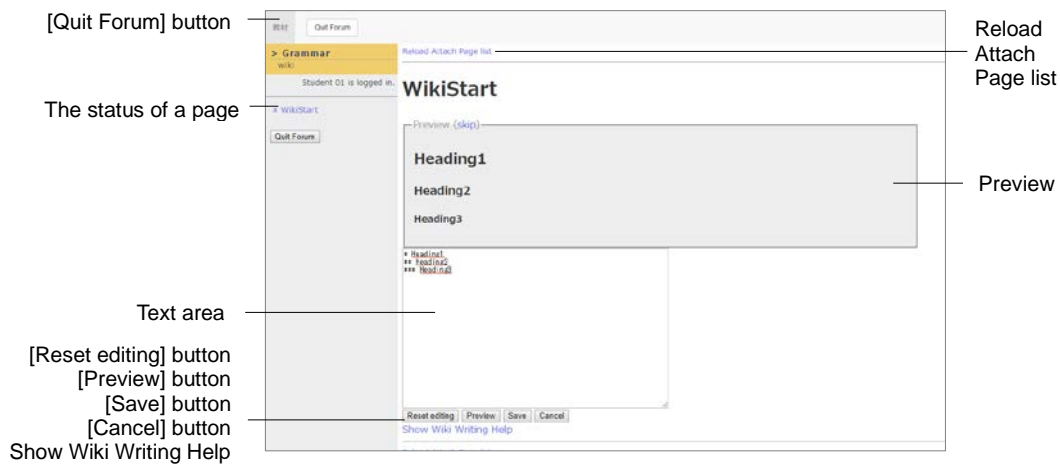 [Quit Forum] button
教材
Quit Forum
> Grammar
wiki
Student 01 is logged in.
Reload Attach Page list
Reload
Attach
Page list
The status of a page
WikiStart
Quit Forum
WikiStart
Preview (skip)
Heading1
Heading2
Heading3
Preview
* Heading1
** heading2
*** Heading3
Text area
[Reset editing] button
[Preview] button
[Save] button
[Cancel] button
Show Wiki Writing Help
Reset editing Preview Save Cancel
Show Wiki Writing Help